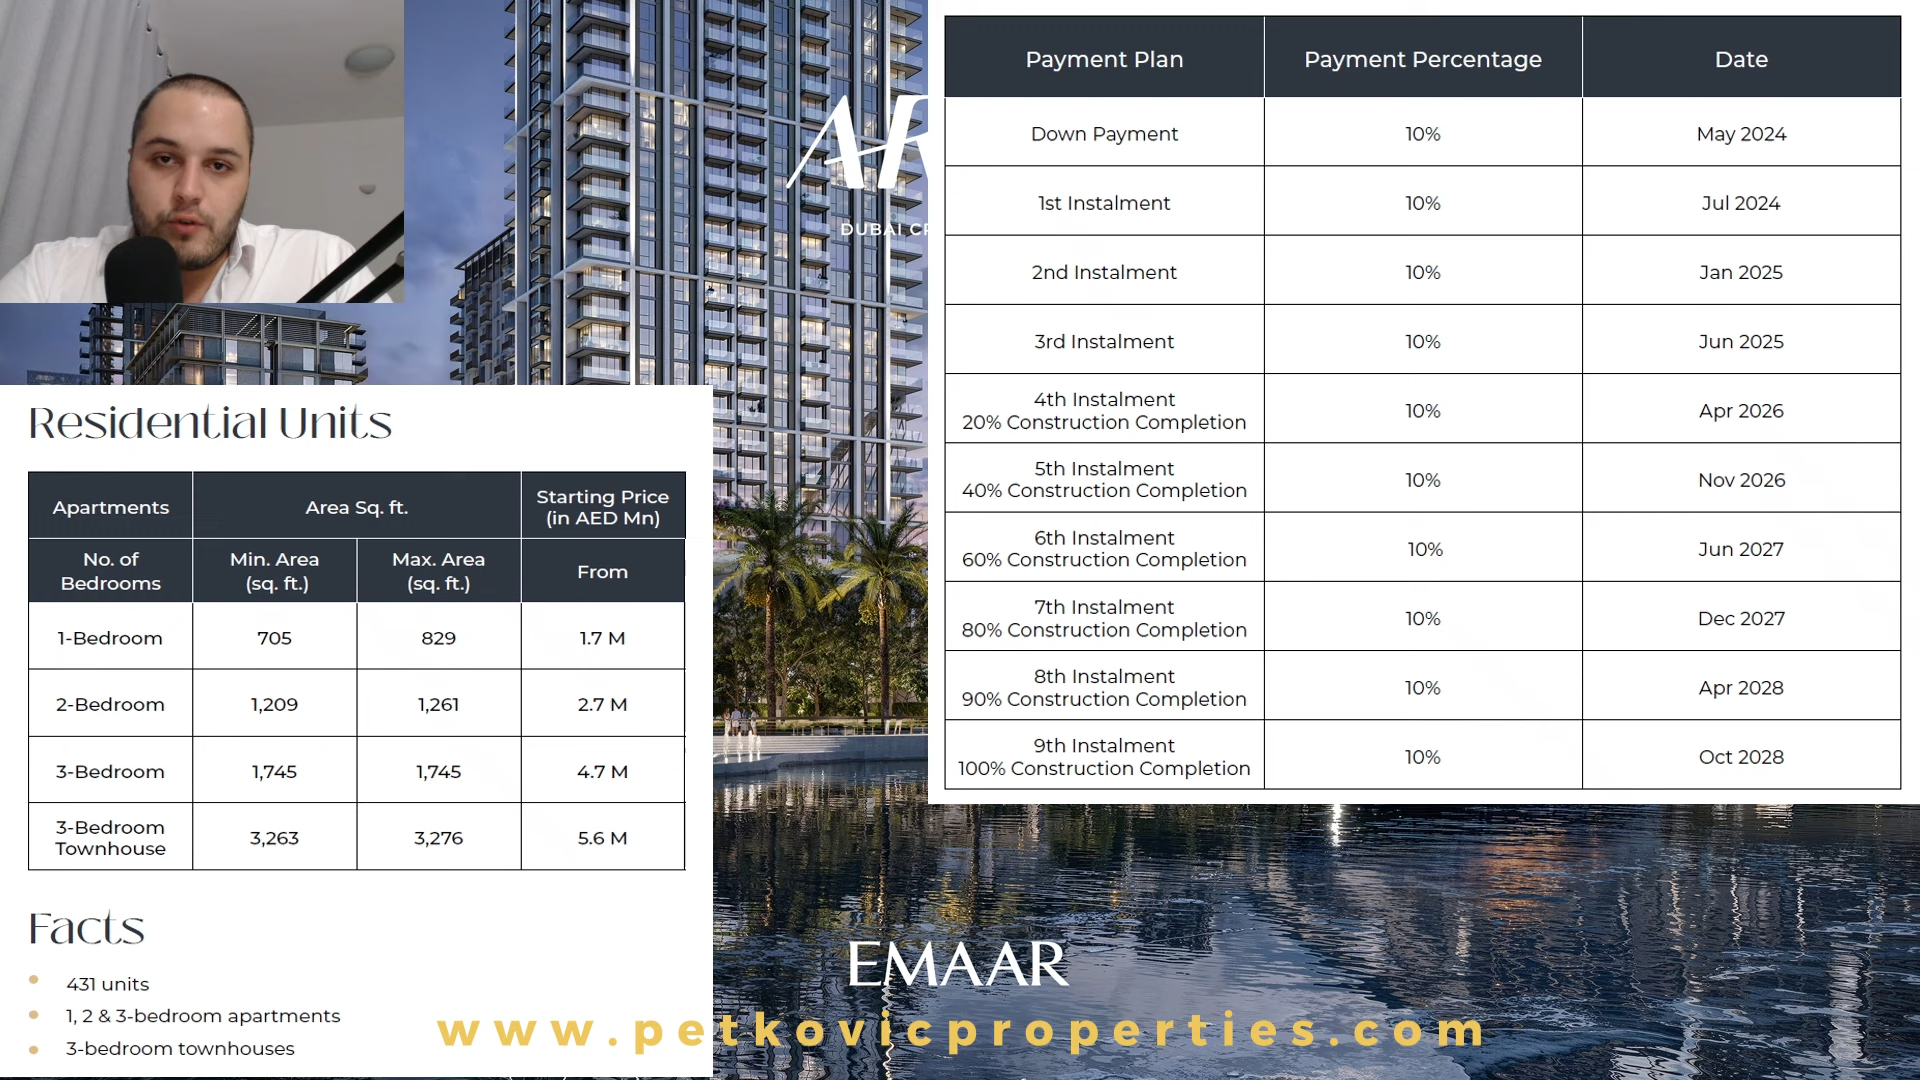 AR
DUBAI CR
Payment Plan Payment Percentage Date
Down Payment 10% May 2024
1st Instalment 10% Jul 2024
2nd Instalment 10% Jan 2025
3rd Instalment 10% Jun 2025
4th Instalment
20% Construction Completion 10% Apr 2026
5th Instalment
40% Construction Completion 10% Nov 2026
6th Instalment
60% Construction Completion 10% Jun 2027
7th Instalment
80% Construction Completion 10% Dec 2027
8th Instalment
90% Construction Completion 10% Apr 2028
9th Instalment
100% Construction Completion 10% Oct 2028
Residential Units
Apartments Area Sq. ft. Starting Price
(in AED Mn)
No. of
Bedrooms Min. Area
(sq. ft.) Max. Area
(sq. ft.) From
1-Bedroom 705 829 1.7 M
2-Bedroom 1,209 1,261 2.7 M
3-Bedroom 1,745 1,745 4.7 M
3-Bedroom
Townhouse 3,263 3,276 5.6 M
Facts
431 units
1, 2 & 3-bedroom apartments
3-bedroom townhouses
EMAAR
www.petkovicproperties.com